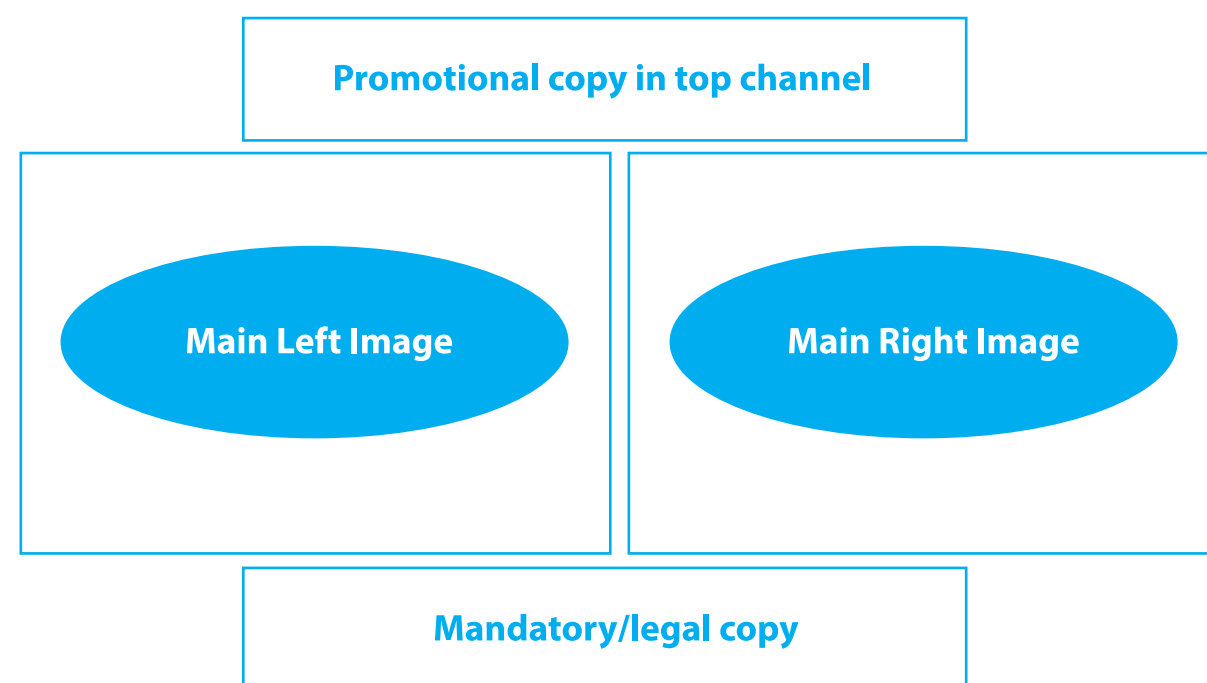 Promotional copy in top channel
Main Left Image
Main Right Image
Mandatory/legal copy